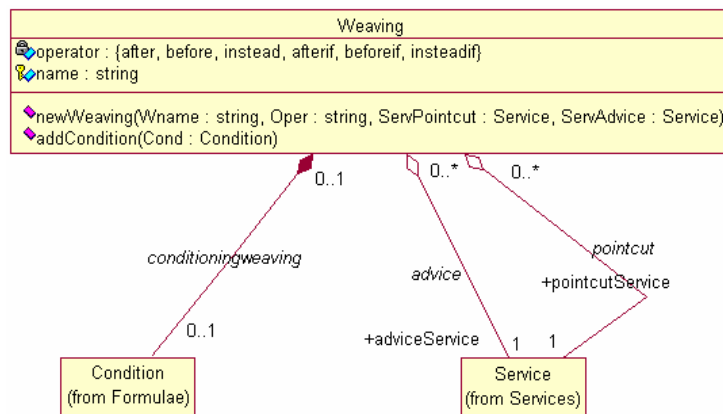 Weaving
operator : {after, before, instead, afterif, beforeif, insteadif}
name : string
newWeaving(Wname : string, Oper : string, ServPointcut : Service, ServAdvice : Service)
addCondition(Cond : Condition)
0..1
0..*
0..*
conditioningweaving
advice
pointcut
+pointcutService
0..1
+adviceService
1
1
Condition
(from Formulae)
Service
(from Services)